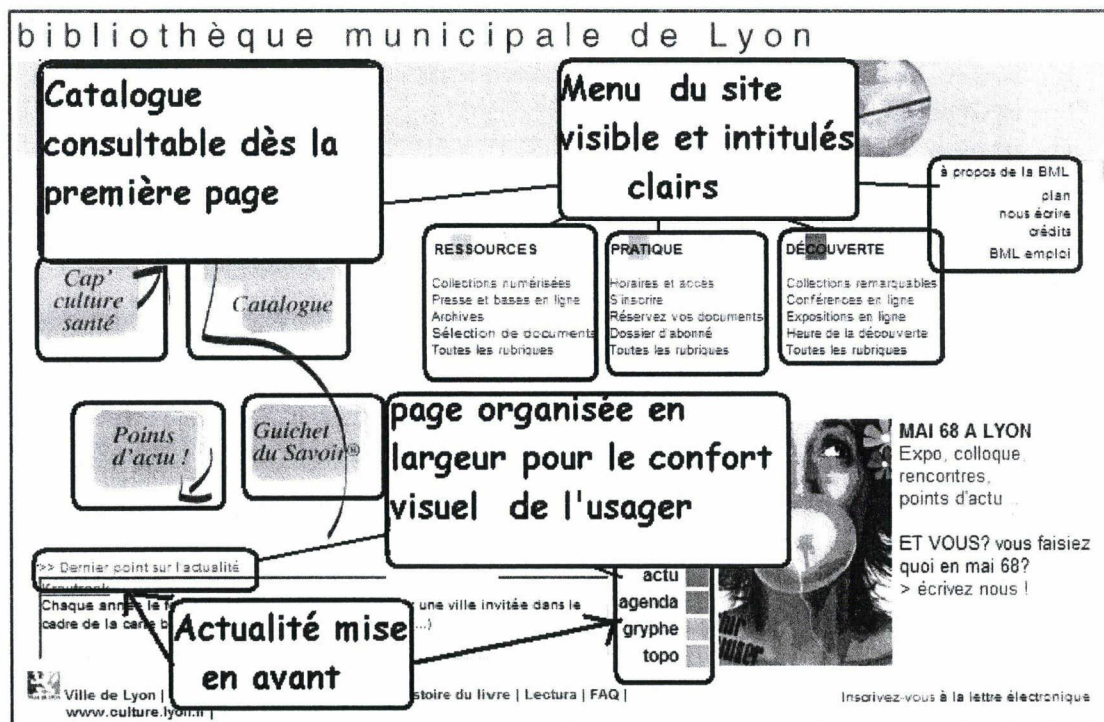 bibliothèque municipale de Lyon
Catalogue
consultable dès la
première page
Menu du site
visible et intitulés
clairs
à propos de la BML
plan
nous écrire
crédits
BML emploi
RESSOURCES
Collections numérisées
Presse et bases en ligne
Archives
Sélection de documents
Toutes les rubriques
PRATIQUE
Horaires et accès
S'inscrire
Réservez vos documents
Dossier d'abonné
Toutes les rubriques
DÉCOUVERTE
Collections remarquables
Conférences en ligne
Expositions en ligne
Heure de la découverte
Toutes les rubriques
Cap'
culture
santé
Catalogue
Points
d'actu !
Guichet
du Savoir®
page organisée en
largeur pour le confort
visuel de l'usager
MAI 68 A LYON
Expo, colloque,
rencontres,
points d'actu ...
ET VOUS? vous faisiez
quoi en mai 68?
> écrivez nous !
>> Dernier point sur l'actualité
Chaque année le une ville invitée dans le
cadre de la ...)
Actualité mise
en avant
actu
agenda
gryphe
topo
Ville de Lyon | stoire du livre | Lectura | FAQ |
www.culture.lyon.fr |
Inscrivez-vous à la lettre électronique